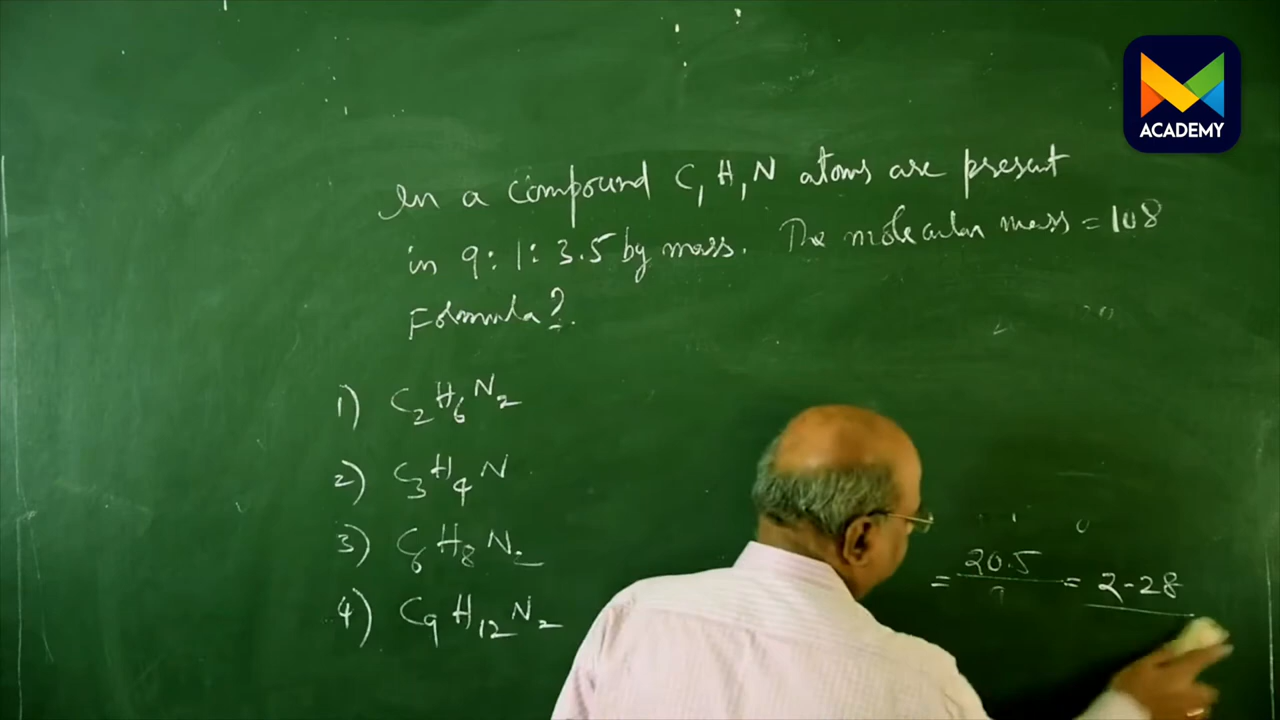 ACADEMY
In a compound C, H, N atoms are present
in 9:1:3.5 by mass. The molecular mass = 108
Formula?
1) C2H6N2
2) C3H4N
3) C6H8N2
4) C9H12N2
= 20.5 / 9 = 2.28